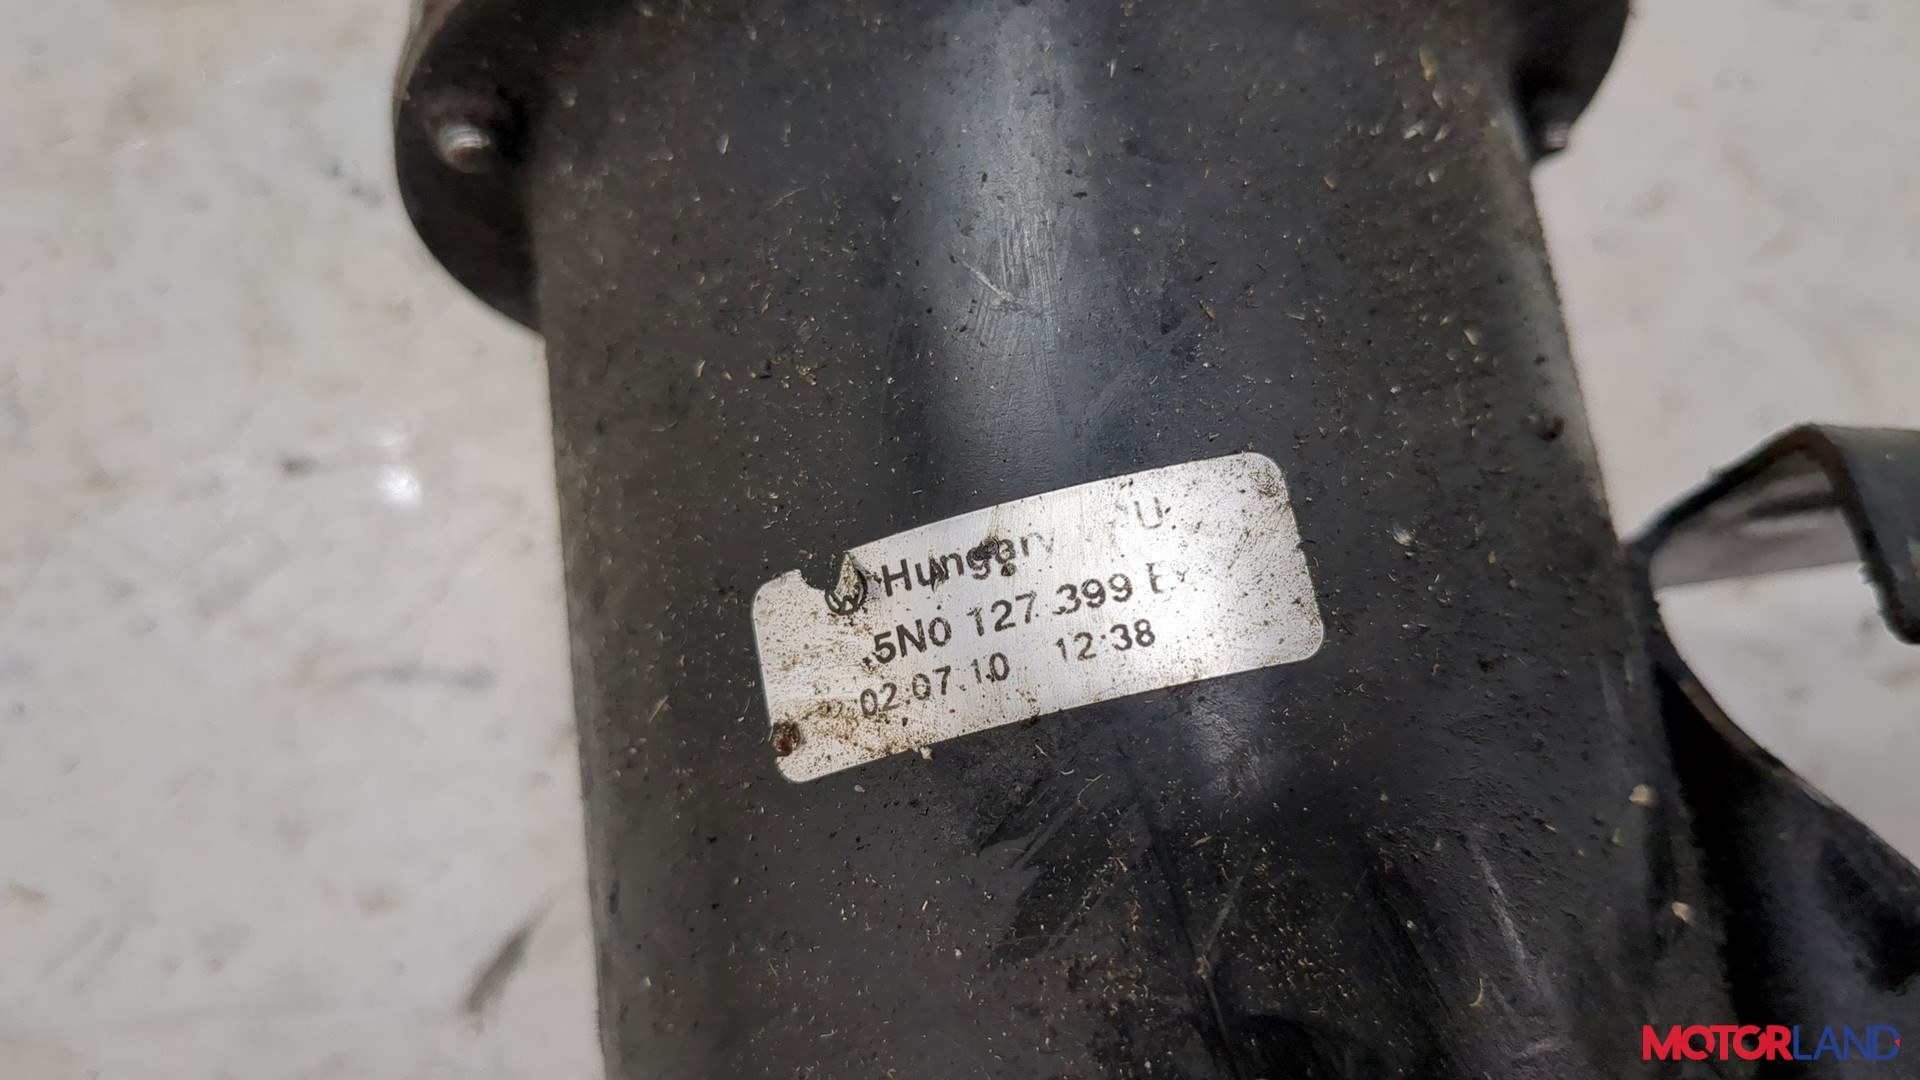 Hungary
5N0 127 399
02.07.10 12:38
MOTORLAND